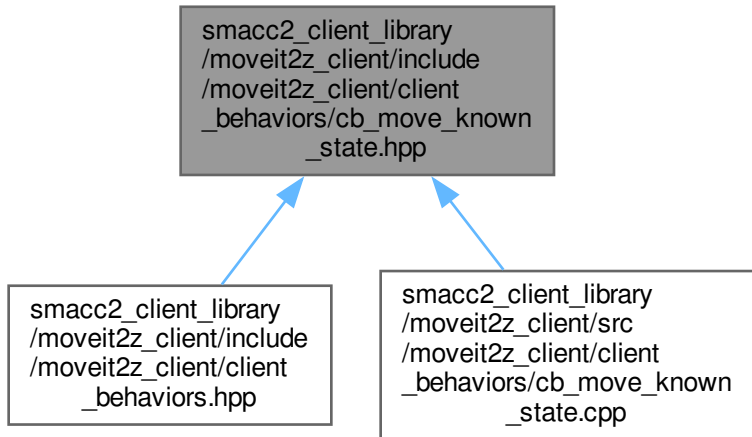 smacc2_client_library
/moveit2z_client/include
/moveit2z_client/client
_behaviors/cb_move_known
_state.hpp
smacc2_client_library
/moveit2z_client/include
/moveit2z_client/client
_behaviors.hpp
smacc2_client_library
/moveit2z_client/src
/moveit2z_client/client
_behaviors/cb_move_known
_state.cpp